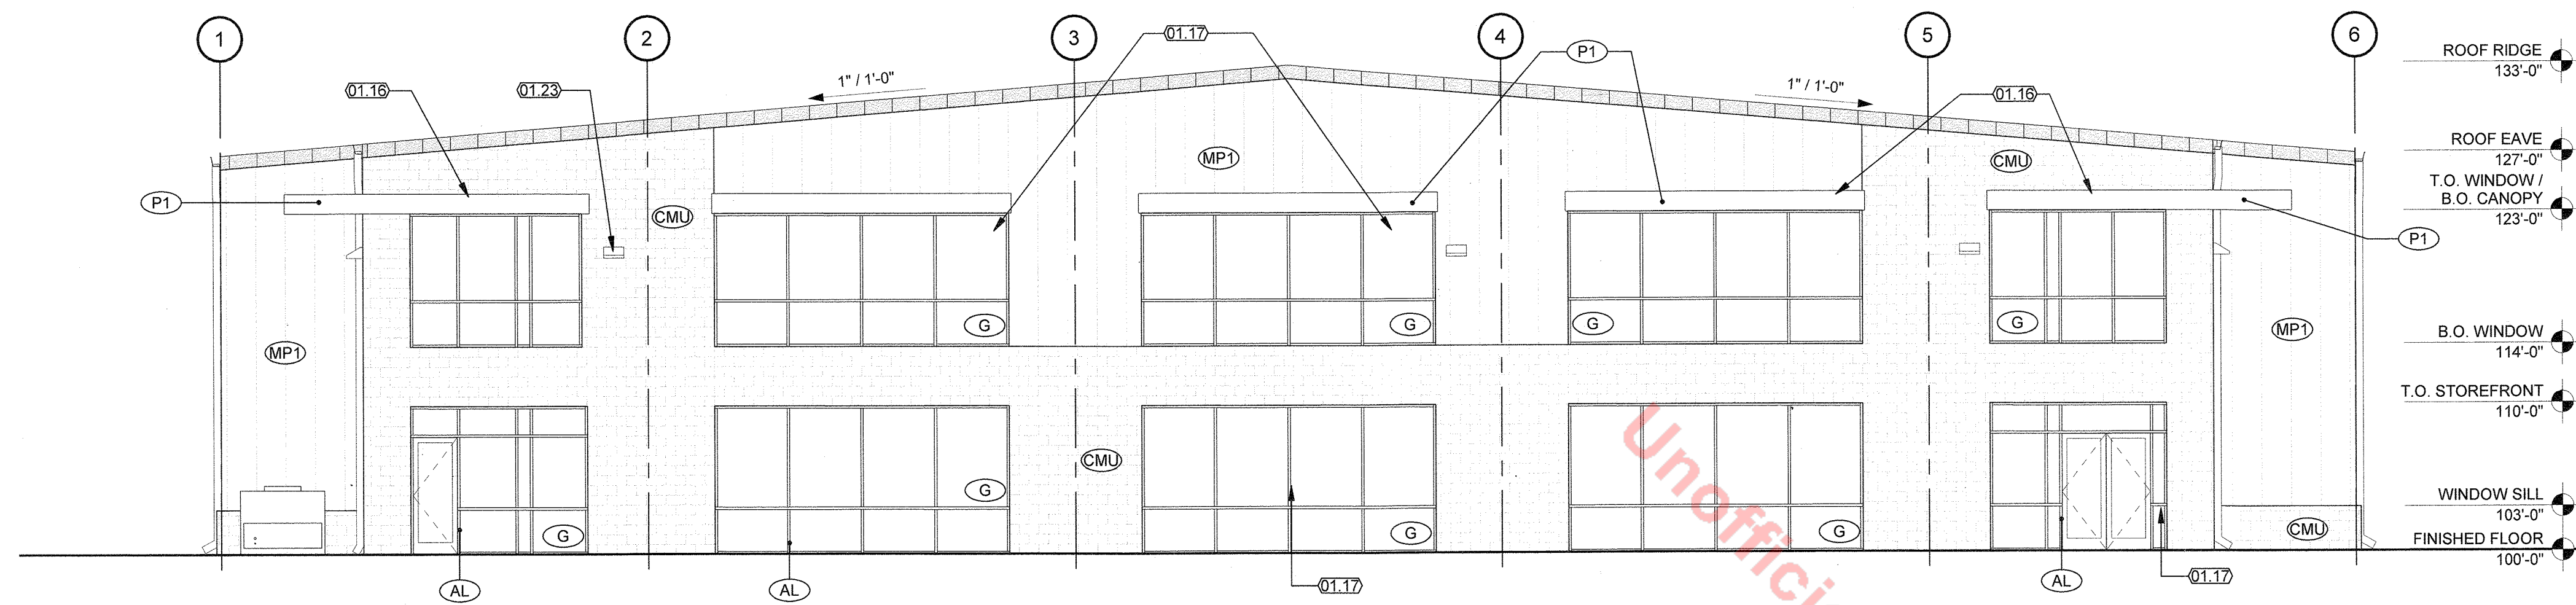 1
2
3
4
5
6
01.17
P1
ROOF RIDGE
133'-0"
01.16
01.23
1" / 1'-0"
1" / 1'-0"
01.16
MP1
CMU
ROOF EAVE
127'-0"
T.O. WINDOW /
B.O. CANOPY
123'-0"
P1
CMU
P1
G
G
G
G
MP1
MP1
B.O. WINDOW
114'-0"
T.O. STOREFRONT
110'-0"
CMU
G
G
G
G
WINDOW SILL
103'-0"
CMU
FINISHED FLOOR
100'-0"
AL
AL
01.17
AL
01.17
Unoffici